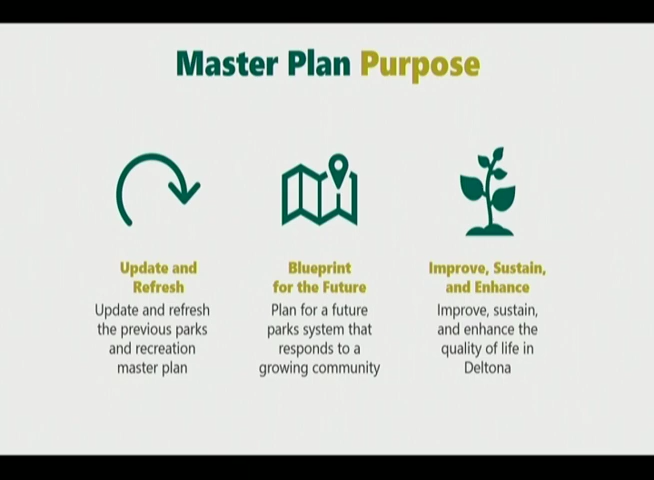 Master Plan Purpose
Update and
Refresh
Update and refresh
the previous parks
and recreation
master plan
Blueprint
for the Future
Plan for a future
parks system that
responds to a
growing community
Improve, Sustain,
and Enhance
Improve, sustain,
and enhance the
quality of life in
Deltona